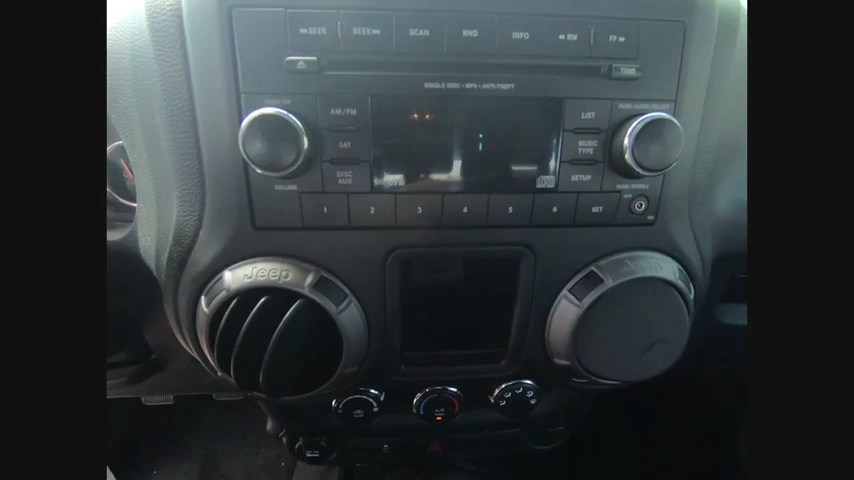 SEEK SEEK SCAN RND INFO RW FF
TIME
SINGLE DISC • MP3 • ANTI-THEFT
AM/FM LIST
SAT MUSIC TYPE
DISC AUX SETUP
VOLUME
1 2 3 4 5 6 SET
Jeep Jeep